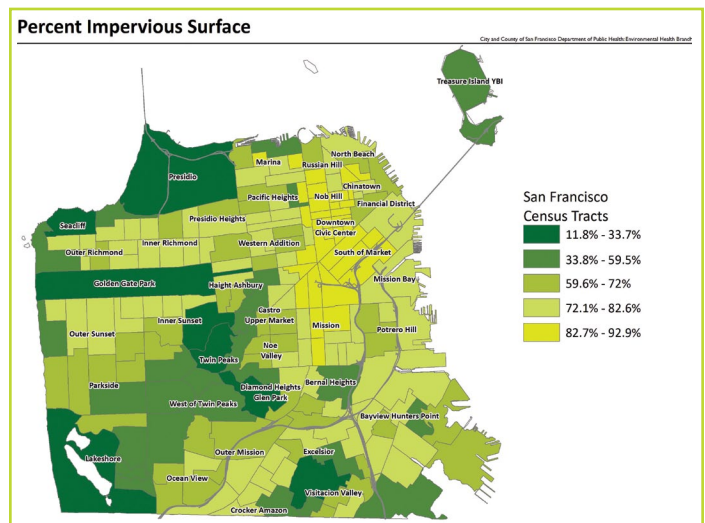 Percent Impervious Surface
City and County of San Francisco Department of Public Health: Environmental Health Branch
Treasure Island YBI
North Beach
Marina
Russian Hill
Presidio
Chinatown
Pacific Heights
Nob Hill
Financial District
Seacliff
Presidio Heights
Downtown
Civic Center
Inner Richmond
Western Addition
Outer Richmond
South of Market
Golden Gate Park
Haight Ashbury
Mission Bay
Castro
Upper Market
Inner Sunset
Mission
Potrero Hill
Outer Sunset
Noe
Valley
Twin Peaks
Parkside
Diamond Heights
Glen Park
Bernal Heights
West of Twin Peaks
Bayview Hunters Point
Outer Mission
Excelsior
Lakeshore
Ocean View
Visitacion Valley
Crocker Amazon
San Francisco
Census Tracts
11.8% - 33.7%
33.8% - 59.5%
59.6% - 72%
72.1% - 82.6%
82.7% - 92.9%